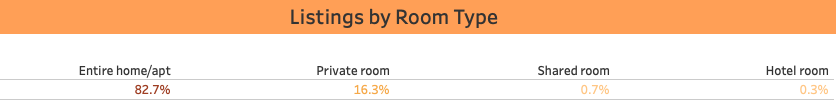 Listings by Room Type
Entire home/apt Private room Shared room Hotel room
82.7% 16.3% 0.7% 0.3%